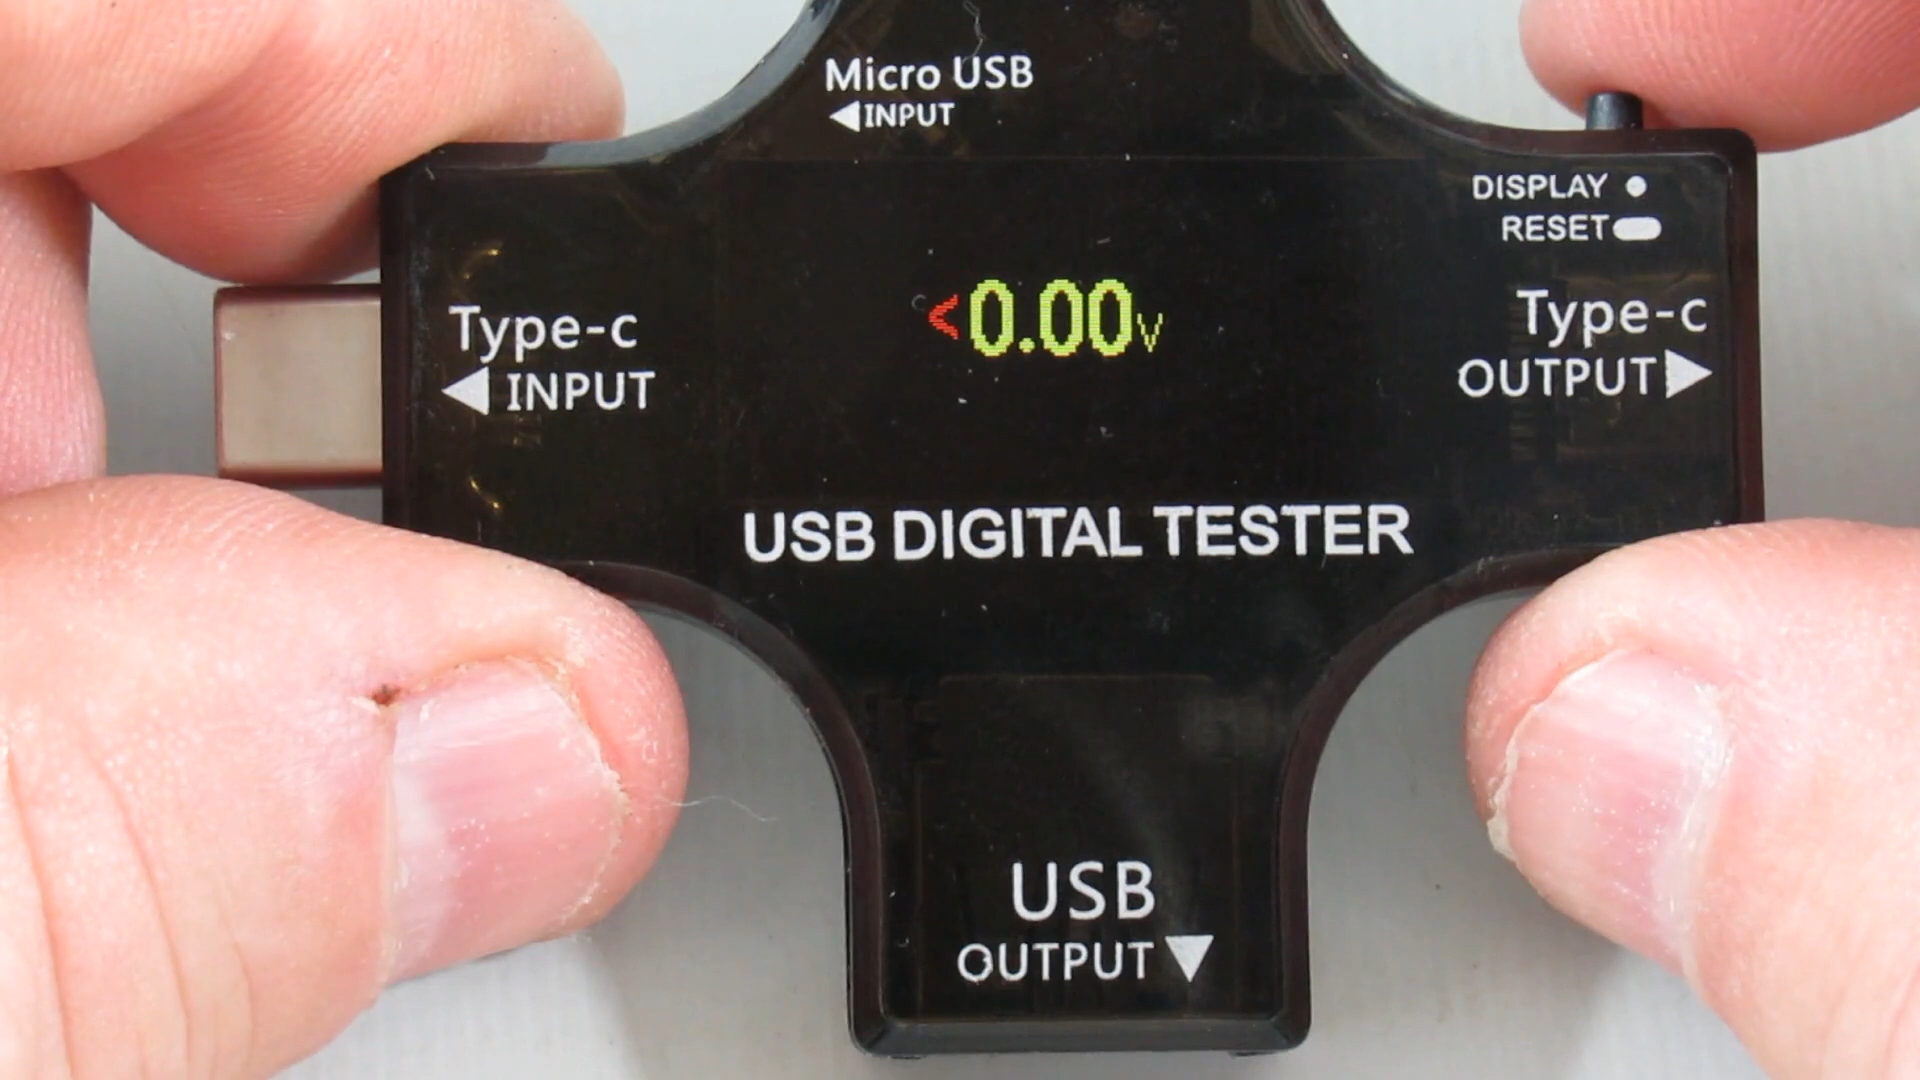 Micro USB
◀INPUT
DISPLAY ●
RESET
<0.00v
Type-c
◀ INPUT
Type-c
OUTPUT▶
USB DIGITAL TESTER
USB
OUTPUT▼